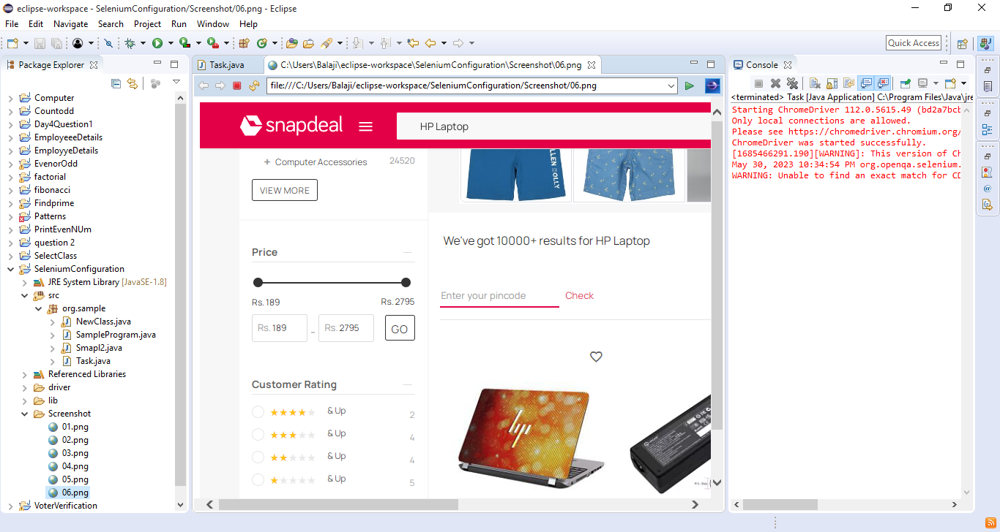 eclipse-workspace - SeleniumConfiguration/Screenshot/06.png - Eclipse
File Edit Navigate Search Project Run Window Help
Quick Access
Package Explorer
Computer
Countodd
Day4Question1
EmployeeeDetails
EmployyeDetails
EvenorOdd
factorial
fibonacci
Findprime
Patterns
PrintEvenNUm
question 2
SelectClass
SeleniumConfiguration
JRE System Library [JavaSE-1.8]
src
org.sample
NewClass.java
SampleProgram.java
Smapl2.java
Task.java
Referenced Libraries
driver
lib
Screenshot
01.png
02.png
03.png
04.png
05.png
06.png
VoterVerification
Task.java
C:\Users\Balaji\eclipse-workspace\SeleniumConfiguration\Screenshot\06.png
file:///C:/Users/Balaji/eclipse-workspace/SeleniumConfiguration/Screenshot/06.png
snapdeal
HP Laptop
+ Computer Accessories 24520
VIEW MORE
Price
Rs. 189 Rs. 2795
Rs. 189 - Rs. 2795 GO
Customer Rating
& Up 2
& Up 4
& Up 4
& Up 5
ALLEN SOLLY
We've got 10000+ results for HP Laptop
Enter your pincode Check
hp
Console
<terminated> Task [Java Application] C:\Program Files\Java\jre
Starting ChromeDriver 112.0.5615.49 (bd2a7bcb
Only local connections are allowed.
Please see https://chromedriver.chromium.org/
ChromeDriver was started successfully.
[1685466291.190][WARNING]: This version of Ch
May 30, 2023 10:34:54 PM org.openqa.selenium.
WARNING: Unable to find an exact match for CD